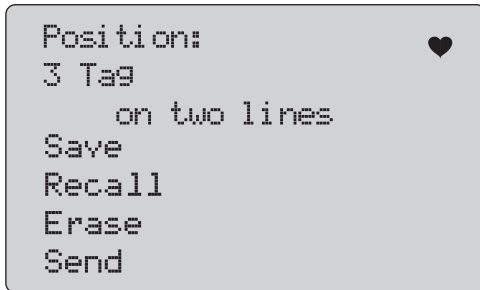 Position:
3 Tag
on two lines
Save
Recall
Erase
Send